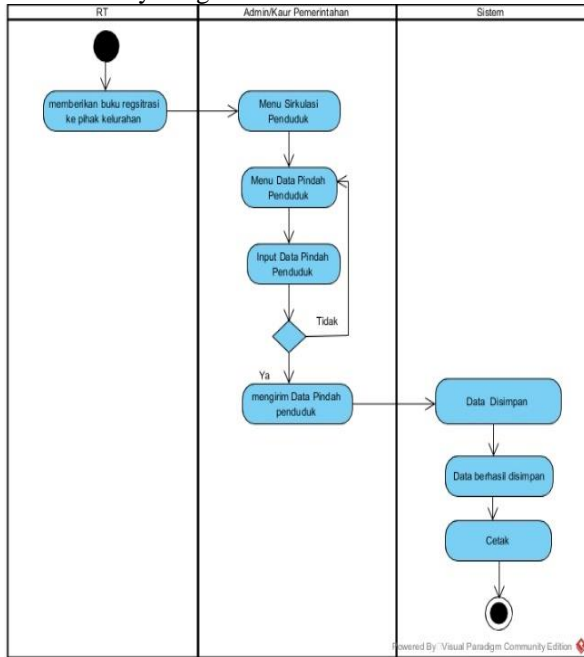 RT
Admin/Kaur Pemerintahan
Sistem
memberikan buku regsitrasi
ke pihak kelurahan
Menu Sirkulasi
Penduduk
Menu Data Pindah
Penduduk
Input Data Pindah
Penduduk
Tidak
Ya
mengirim Data Pindah
penduduk
Data Disimpan
Data berhasil disimpan
Cetak
Powered By Visual Paradigm Community Edition